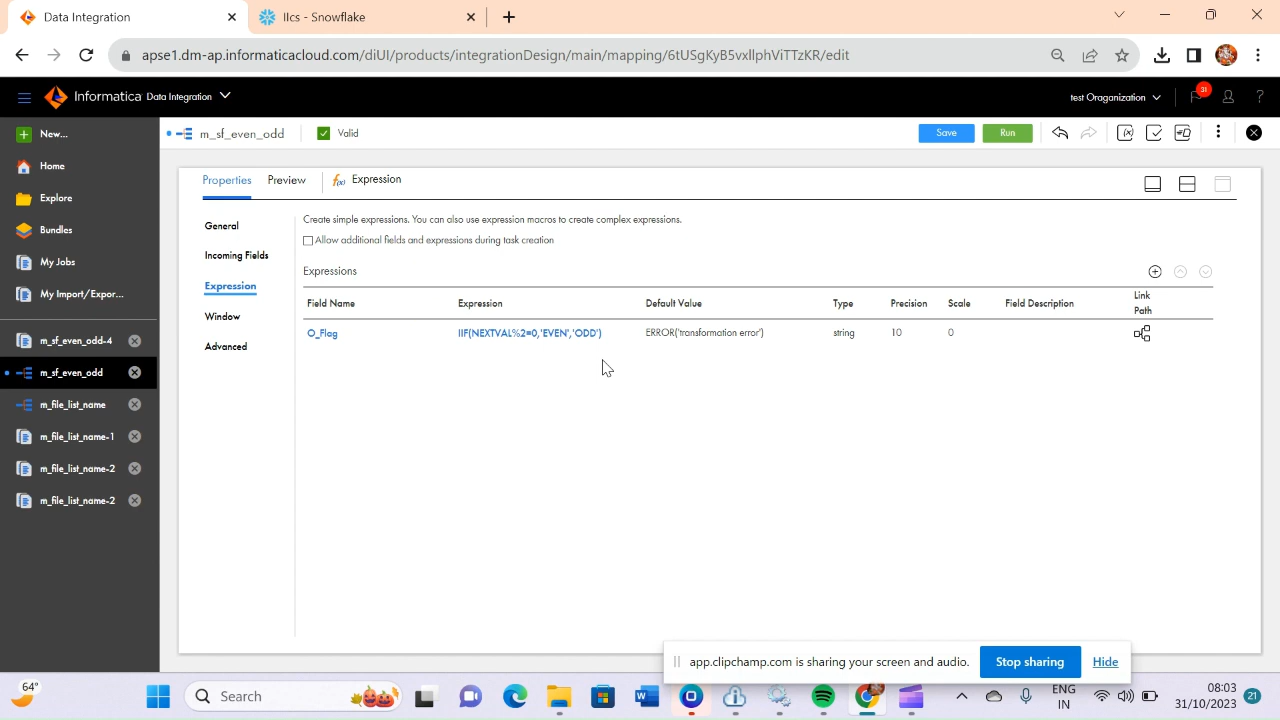 Data Integration
IIcs - Snowflake
apse1.dm-ap.informaticacloud.com/diUI/products/integrationDesign/main/mapping/6tUSgKyB5vxllphViTTzKR/edit
Informatica Data Integration
test Oraganization
31
?
New...
m_sf_even_odd
Valid
Save
Run
Home
Explore
Bundles
My Jobs
My Import/Expor...
m_sf_even_odd-4
m_sf_even_odd
m_file_list_name
m_file_list_name-1
m_file_list_name-2
m_file_list_name-2
Properties
Preview
Expression
General
Incoming Fields
Expression
Window
Advanced
Create simple expressions. You can also use expression macros to create complex expressions.
Allow additional fields and expressions during task creation
Expressions
Field Name Expression Default Value Type Precision Scale Field Description Link Path
O_Flag IIF(NEXTVAL%2=0,'EVEN','ODD') ERROR('transformation error') string 10 0
app.clipchamp.com is sharing your screen and audio. Stop sharing Hide
64°
Search
ENG
IN
08:03
31/10/2023
21